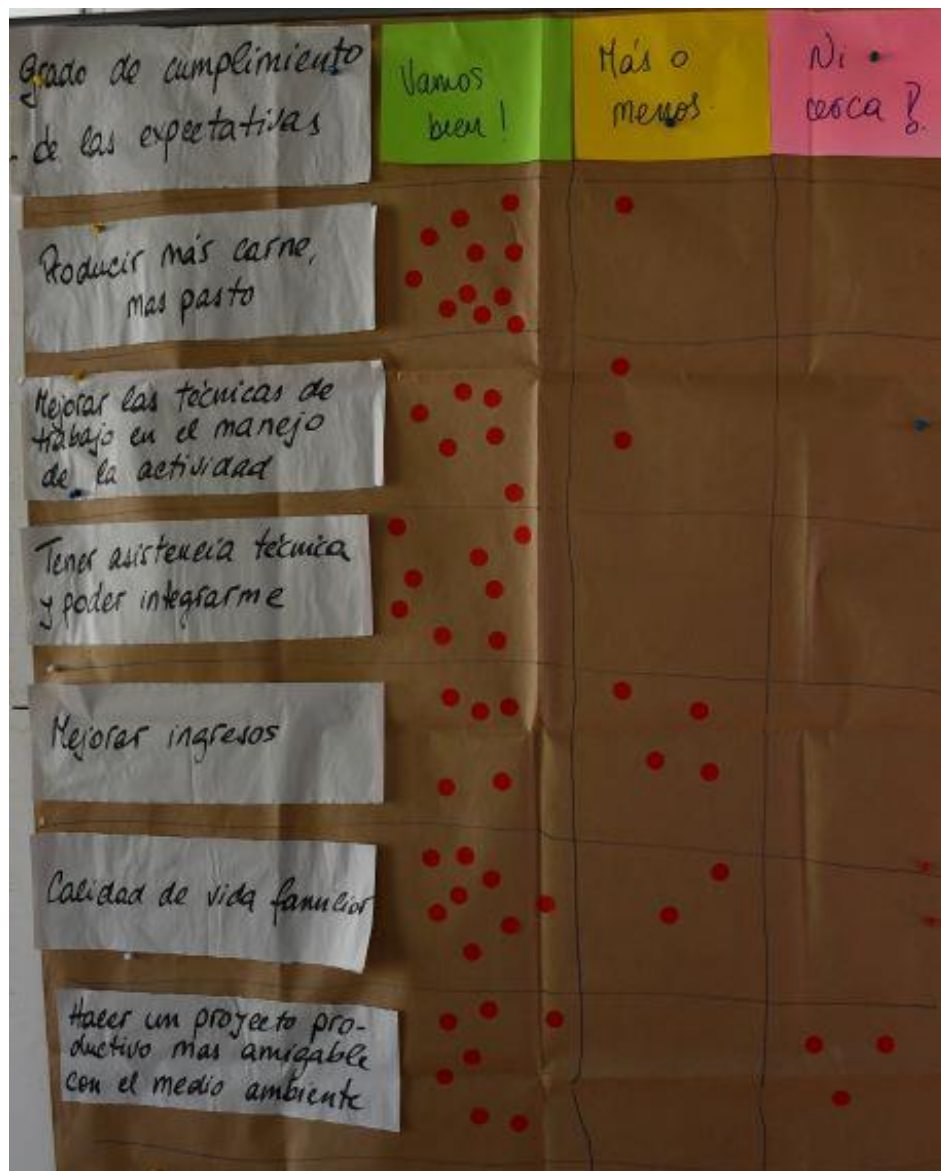 Grado de cumplimiento
de las expectativas
Vamos
bien!
Más o
menos.
Ni
cerca!
Producir más carne,
mas pasto
Mejorar las técnicas de
trabajo en el manejo
de la actividad
Tener asistencia técnica
y poder integrarme
Mejorar ingresos
Calidad de vida familiar
Hacer un proyecto pro-
ductivo mas amigable
con el medio ambiente